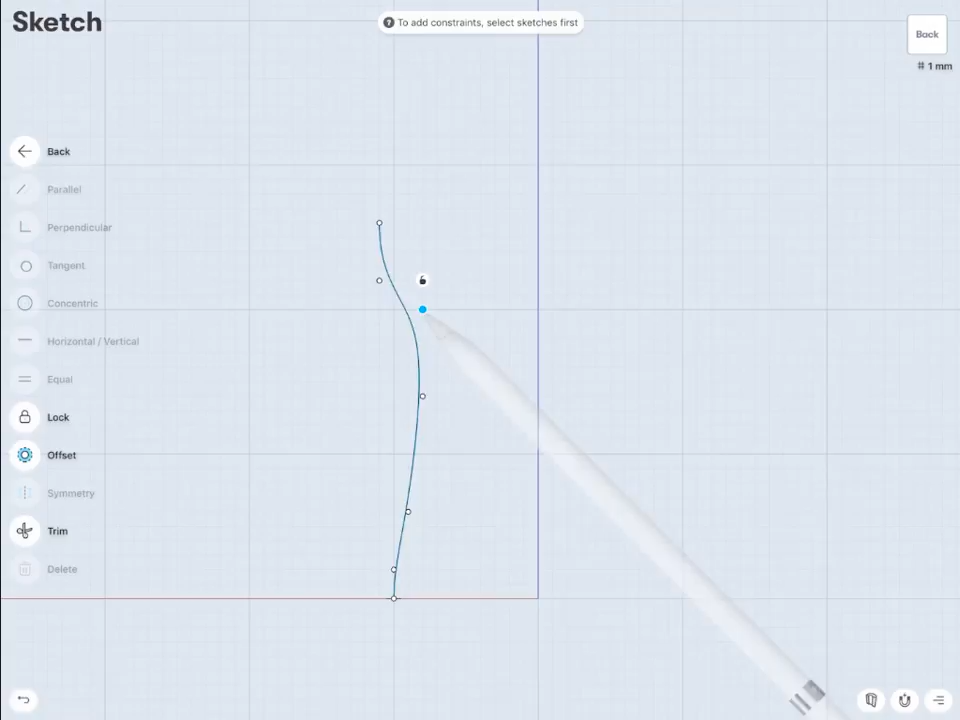 Sketch
To add constraints, select sketches first
Back
1 mm
Back
Parallel
Perpendicular
Tangent
Concentric
Horizontal / Vertical
Equal
Lock
Offset
Symmetry
Trim
Delete